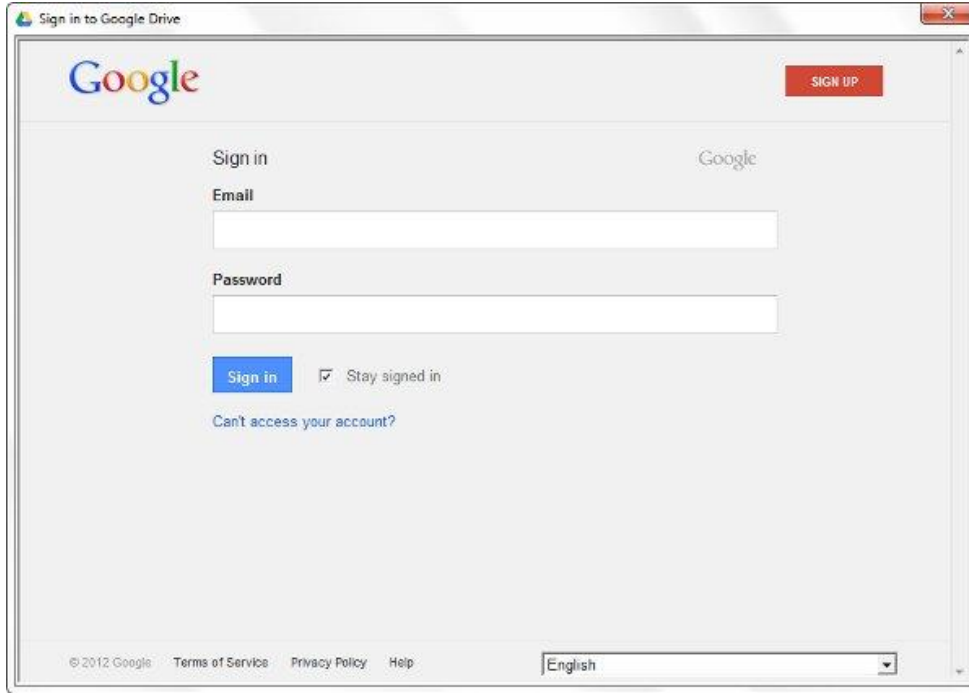 Sign in to Google Drive
Google
SIGN UP
Sign in
Google
Email
Password
Sign in
Stay signed in
Can't access your account?
© 2012 Google Terms of Service Privacy Policy Help English